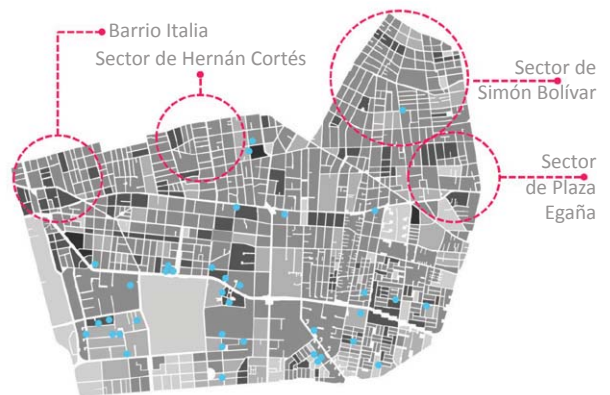 Barrio Italia
Sector de Hernán Cortés
Sector de
Simón Bolívar
Sector
de Plaza
Egaña